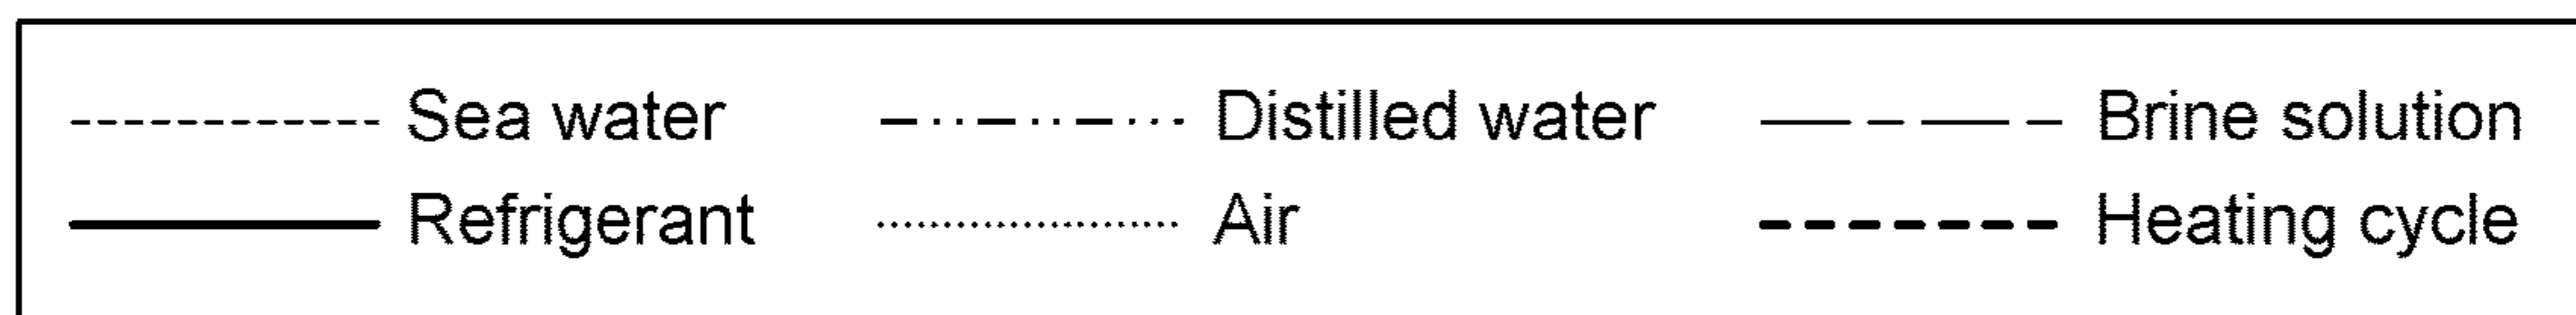 Sea water Distilled water Brine solution
Refrigerant Air Heating cycle